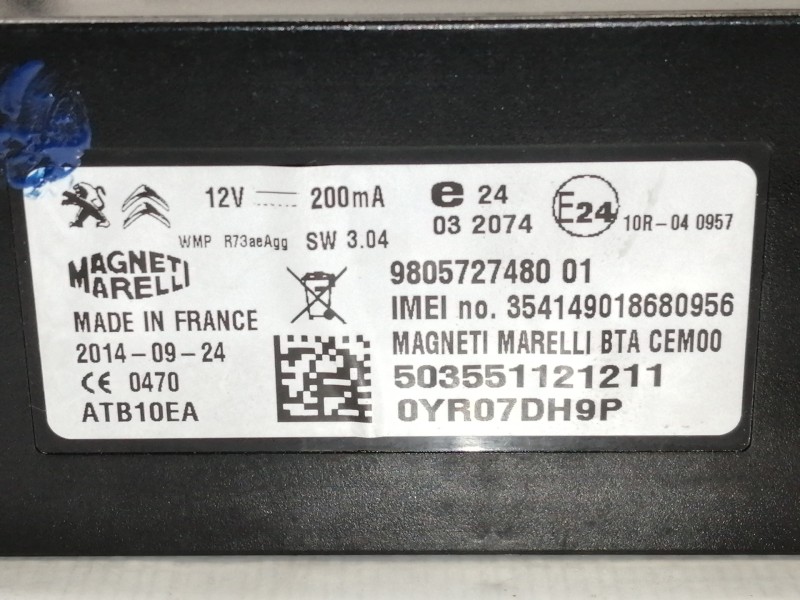 12V 200mA e 24
03 2074 E24 10R-04 0957
WMP R73aeAgg SW 3.04
MAGNETI
MARELLI
9805727480 01
IMEI no. 354149018680956
MADE IN FRANCE
MAGNETI MARELLI BTA CEM00
2014-09-24
503551121211
CE 0470
ATB10EA
0YR07DH9P